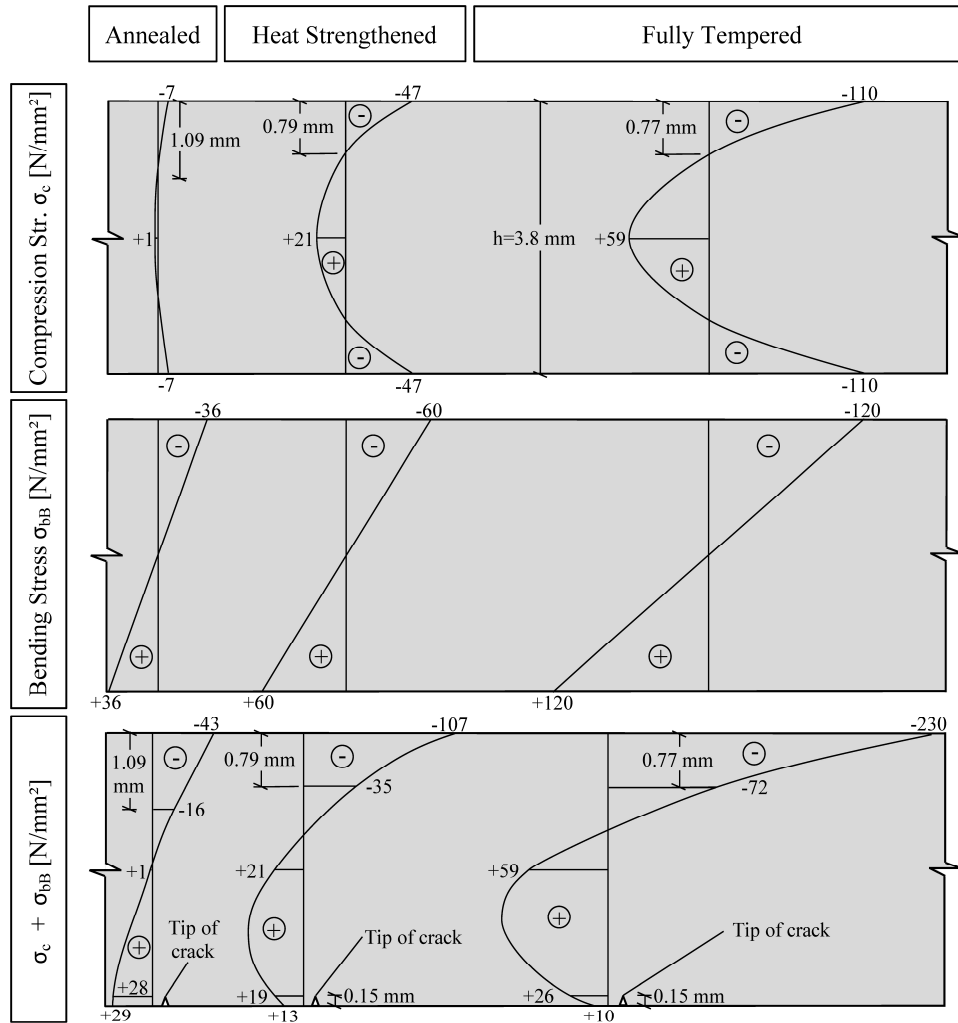 Annealed
Heat Strengthened
Fully Tempered
Compression Str. σc [N/mm²]
-7
-47
-110
1.09 mm
0.79 mm
0.77 mm
-
-
+1
+21
h=3.8 mm
+59
+
+
-
-
-7
-47
-110
Bending Stress σbB [N/mm²]
-36
-60
-120
-
-
-
+
+
+
+36
+60
+120
σc + σbB [N/mm²]
-43
-107
-230
1.09
mm
-
0.79 mm
-
0.77 mm
-
-16
-35
-72
+1
+21
+59
+
+
+
Tip of
crack
Tip of crack
Tip of crack
+28
+19
0.15 mm
+26
0.15 mm
+29
+13
+10